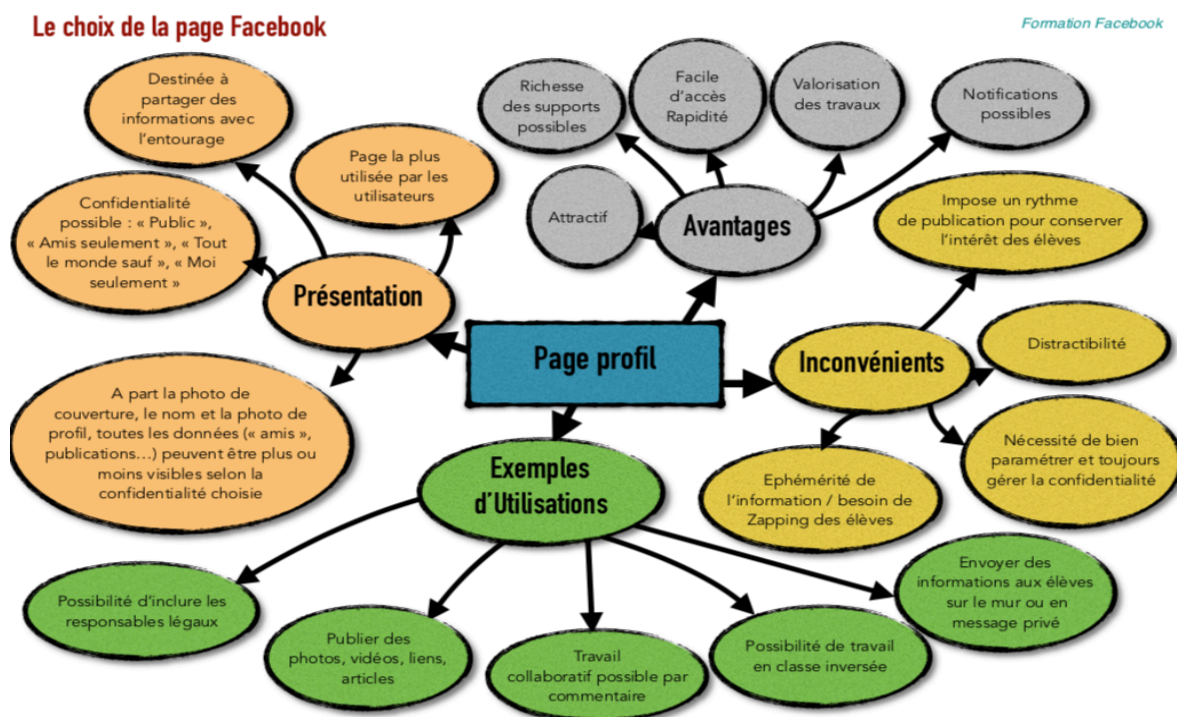 Le choix de la page Facebook
Formation Facebook
Destinée à
partager des
informations avec
l'entourage
Page la plus
utilisée par les
utilisateurs
Confidentialité
possible : « Public »,
« Amis seulement », « Tout
le monde sauf », « Moi
seulement »
Présentation
A part la photo de
couverture, le nom et la photo de
profil, toutes les données (« amis »,
publications...) peuvent être plus ou
moins visibles selon la
confidentialité choisie
Richesse
des supports
possibles
Facile
d'accès
Rapidité
Valorisation
des travaux
Notifications
possibles
Attractif
Avantages
Page profil
Impose un rythme
de publication pour conserver
l'intérêt des élèves
Inconvénients
Distractibilité
Nécessité de bien
paramétrer et toujours
gérer la confidentialité
Ephémérité de
l'information / besoin de
Zapping des élèves
Exemples
d'Utilisations
Possibilité d'inclure les
responsables légaux
Publier des
photos, vidéos, liens,
articles
Travail
collaboratif possible par
commentaire
Possibilité de travail
en classe inversée
Envoyer des
informations aux élèves
sur le mur ou en
message privé